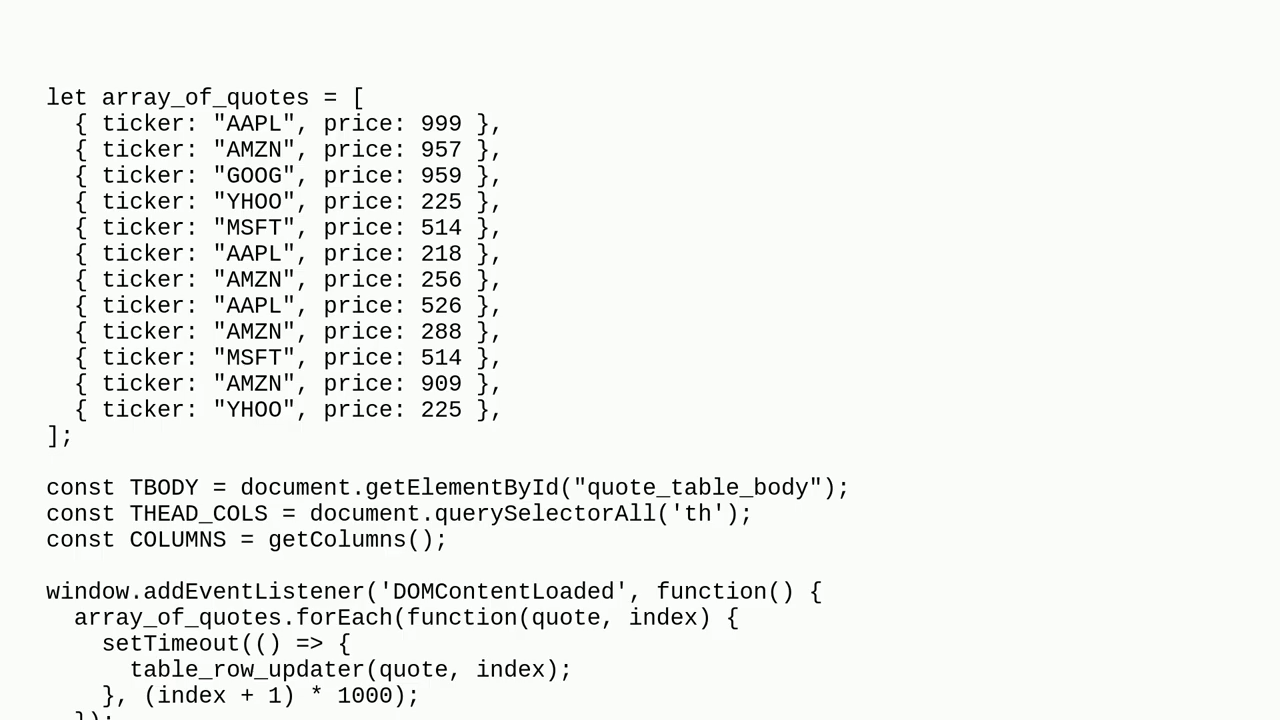 let array_of_quotes = [
  { ticker: "AAPL", price: 999 },
  { ticker: "AMZN", price: 957 },
  { ticker: "GOOG", price: 959 },
  { ticker: "YHOO", price: 225 },
  { ticker: "MSFT", price: 514 },
  { ticker: "AAPL", price: 218 },
  { ticker: "AMZN", price: 256 },
  { ticker: "AAPL", price: 526 },
  { ticker: "AMZN", price: 288 },
  { ticker: "MSFT", price: 514 },
  { ticker: "AMZN", price: 909 },
  { ticker: "YHOO", price: 225 },
];

const TBODY = document.getElementById("quote_table_body");
const THEAD_COLS = document.querySelectorAll('th');
const COLUMNS = getColumns();

window.addEventListener('DOMContentLoaded', function() {
  array_of_quotes.forEach(function(quote, index) {
    setTimeout(() => {
      table_row_updater(quote, index);
    }, (index + 1) * 1000);
  });